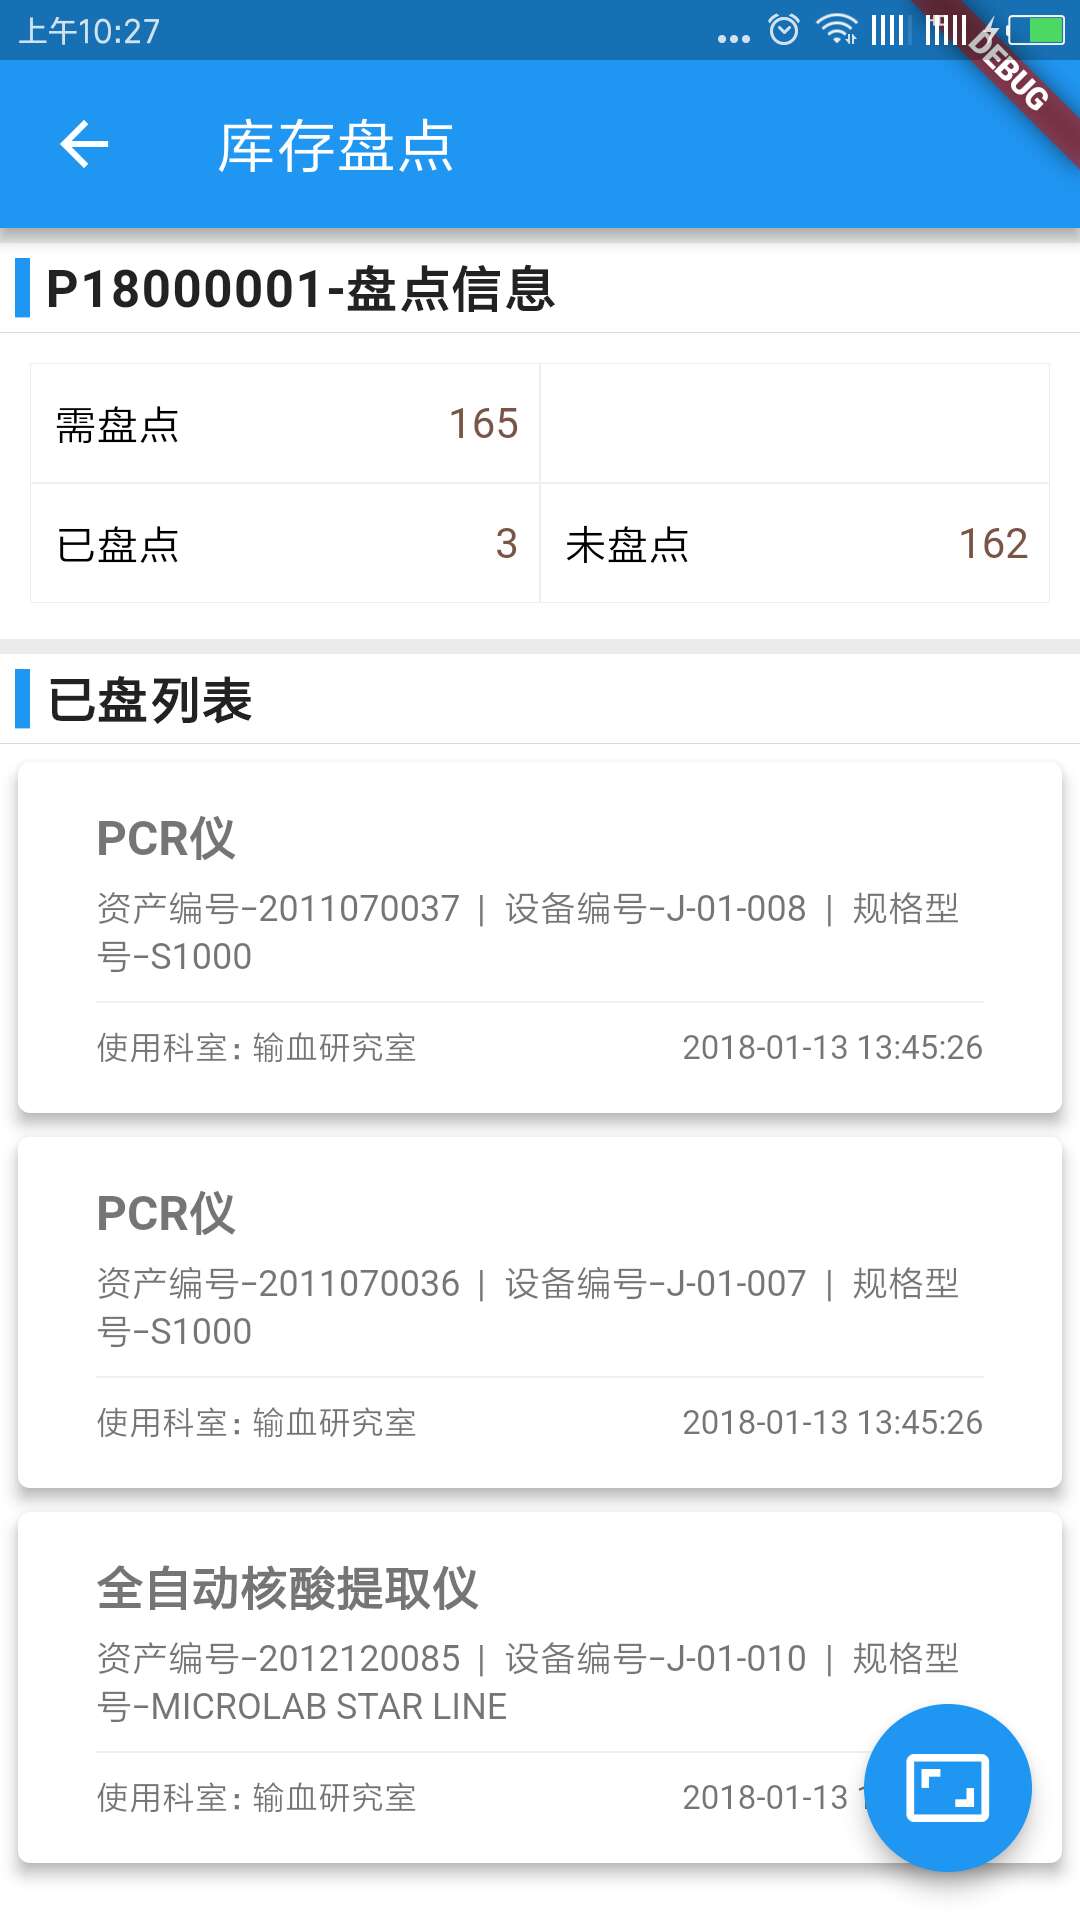 上午10:27
DEBUG
库存盘点
P18000001-盘点信息
需盘点 165
已盘点 3 未盘点 162
已盘列表
PCR仪
资产编号-2011070037 | 设备编号-J-01-008 | 规格型
号-S1000
使用科室: 输血研究室 2018-01-13 13:45:26
PCR仪
资产编号-2011070036 | 设备编号-J-01-007 | 规格型
号-S1000
使用科室: 输血研究室 2018-01-13 13:45:26
全自动核酸提取仪
资产编号-2012120085 | 设备编号-J-01-010 | 规格型
号-MICROLAB STAR LINE
使用科室: 输血研究室 2018-01-13